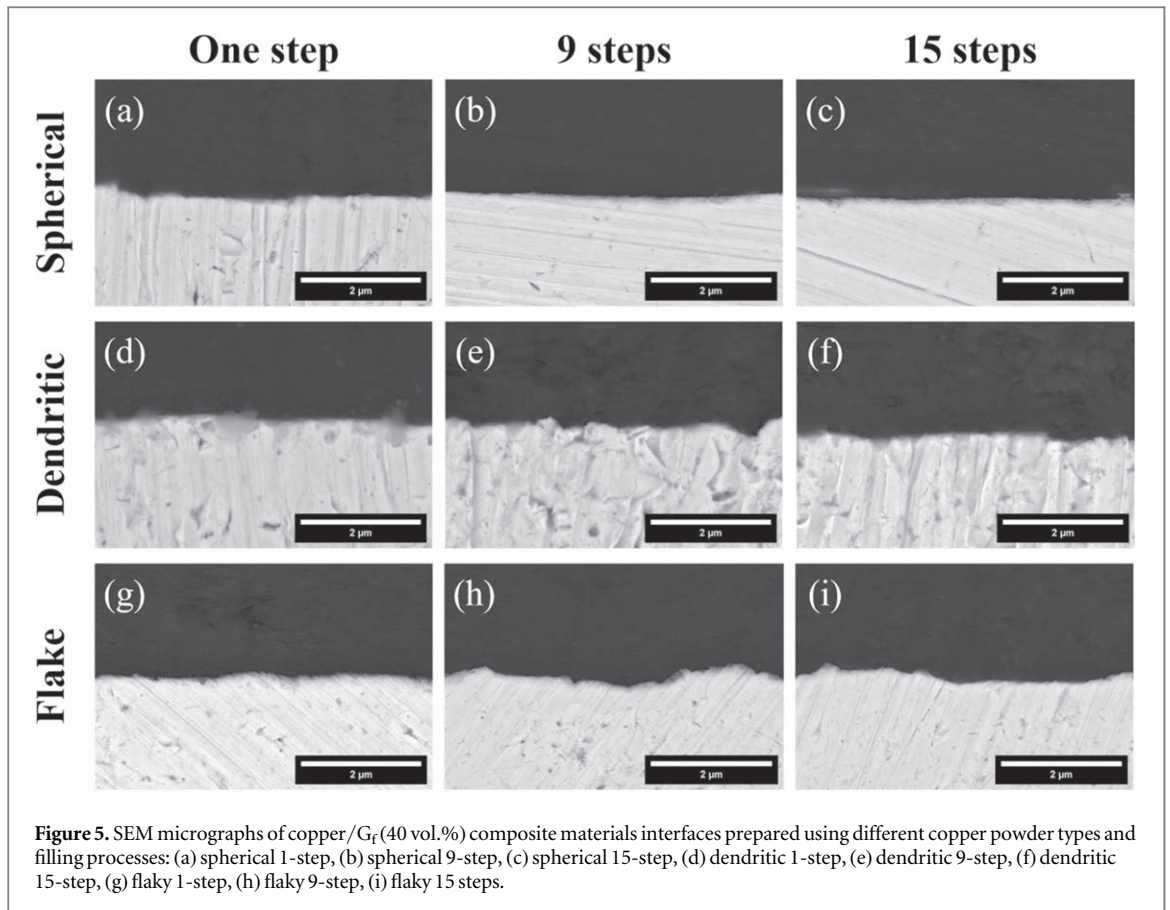 One step 9 steps 15 steps
Spherical
(a) (b) (c)
2 µm 2 µm 2 µm
Dendritic
(d) (e) (f)
2 µm 2 µm 2 µm
Flake
(g) (h) (i)
2 µm 2 µm 2 µm
Figure 5. SEM micrographs of copper/Gf (40 vol.%) composite materials interfaces prepared using different copper powder types and
filling processes: (a) spherical 1-step, (b) spherical 9-step, (c) spherical 15-step, (d) dendritic 1-step, (e) dendritic 9-step, (f) dendritic
15-step, (g) flaky 1-step, (h) flaky 9-step, (i) flaky 15 steps.